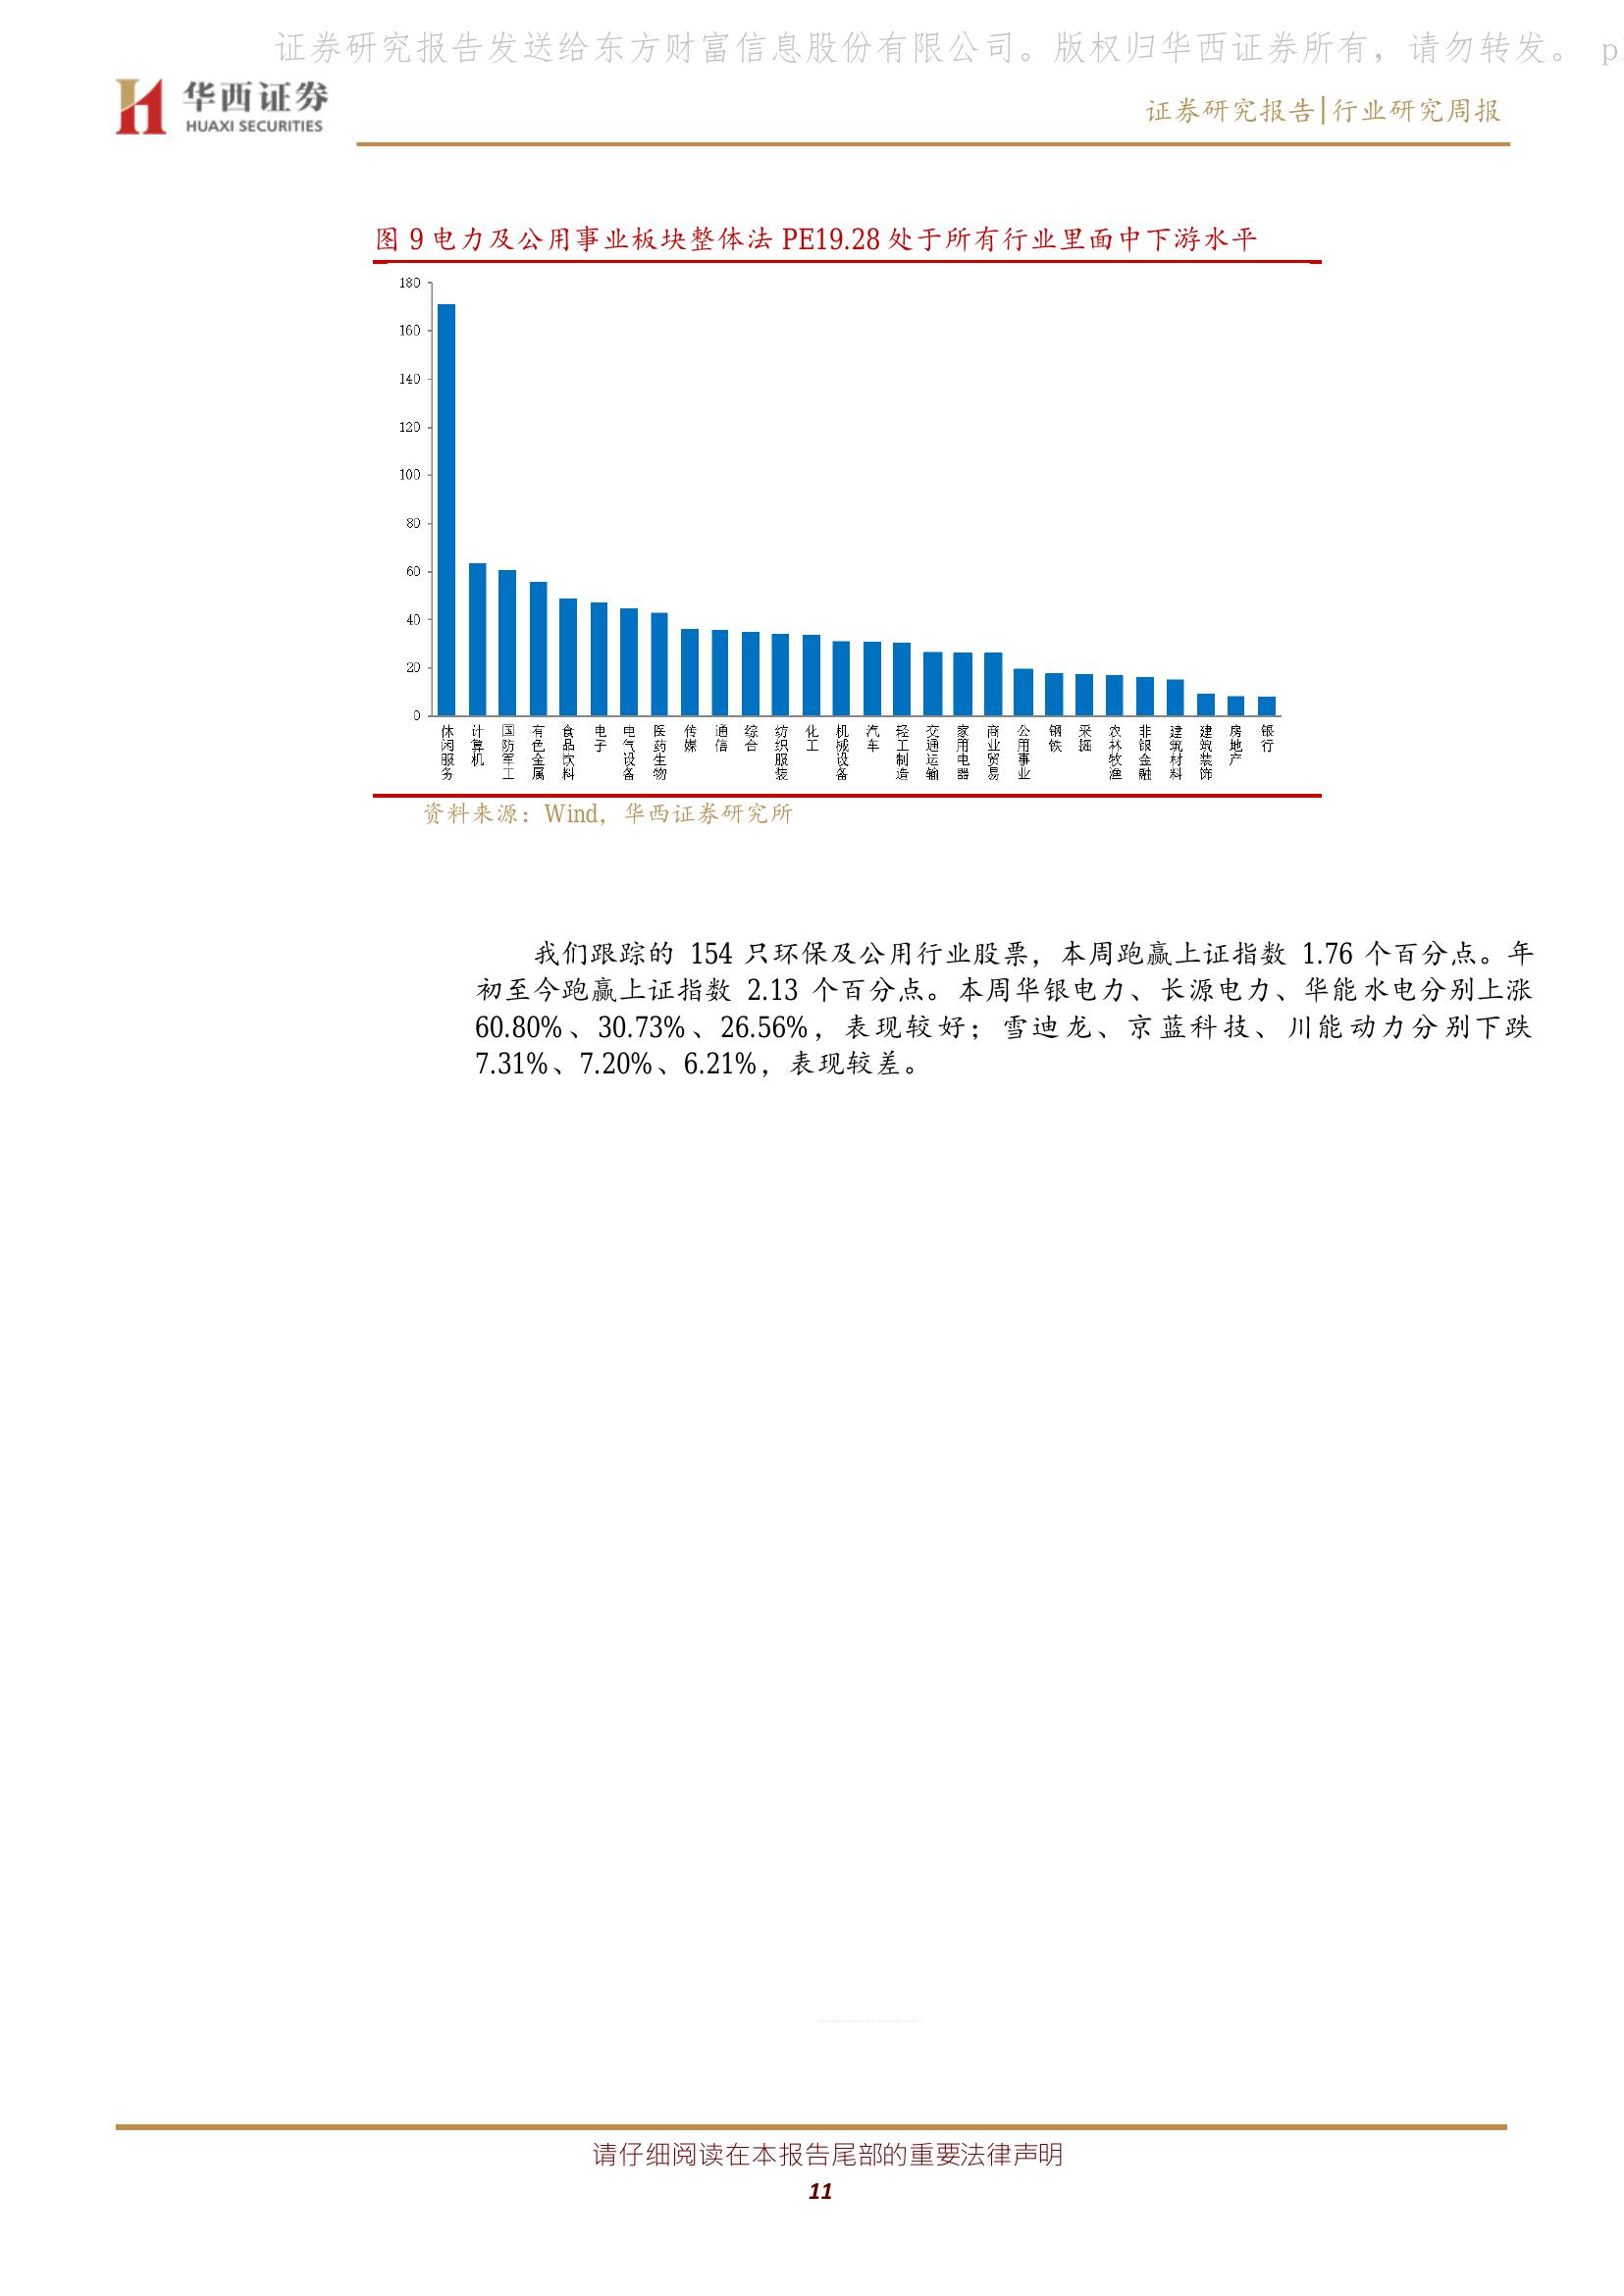 证券研究报告发送给东方财富信息股份有限公司。版权归华西证券所有，请勿转发。 p
华西证券
HUAXI SECURITIES
证券研究报告|行业研究周报
图 9 电力及公用事业板块整体法 PE19.28 处于所有行业里面中下游水平
180
160
140
120
100
80
60
40
20
0
休闲服务
计算机
国防军工
有色金属
食品饮料
电子
电气设备
医药生物
传媒
通信
综合
纺织服装
化工
机械设备
汽车
轻工制造
交通运输
家用电器
商业贸易
公用事业
钢铁
采掘
农林牧渔
非银金融
建筑材料
建筑装饰
房地产
银行
资料来源：Wind，华西证券研究所
我们跟踪的 154 只环保及公用行业股票，本周跑赢上证指数 1.76 个百分点。年
初至今跑赢上证指数 2.13 个百分点。本周华银电力、长源电力、华能水电分别上涨
60.80%、30.73%、26.56%，表现较好；雪迪龙、京蓝科技、川能动力分别下跌
7.31%、7.20%、6.21%，表现较差。
请仔细阅读在本报告尾部的重要法律声明
11